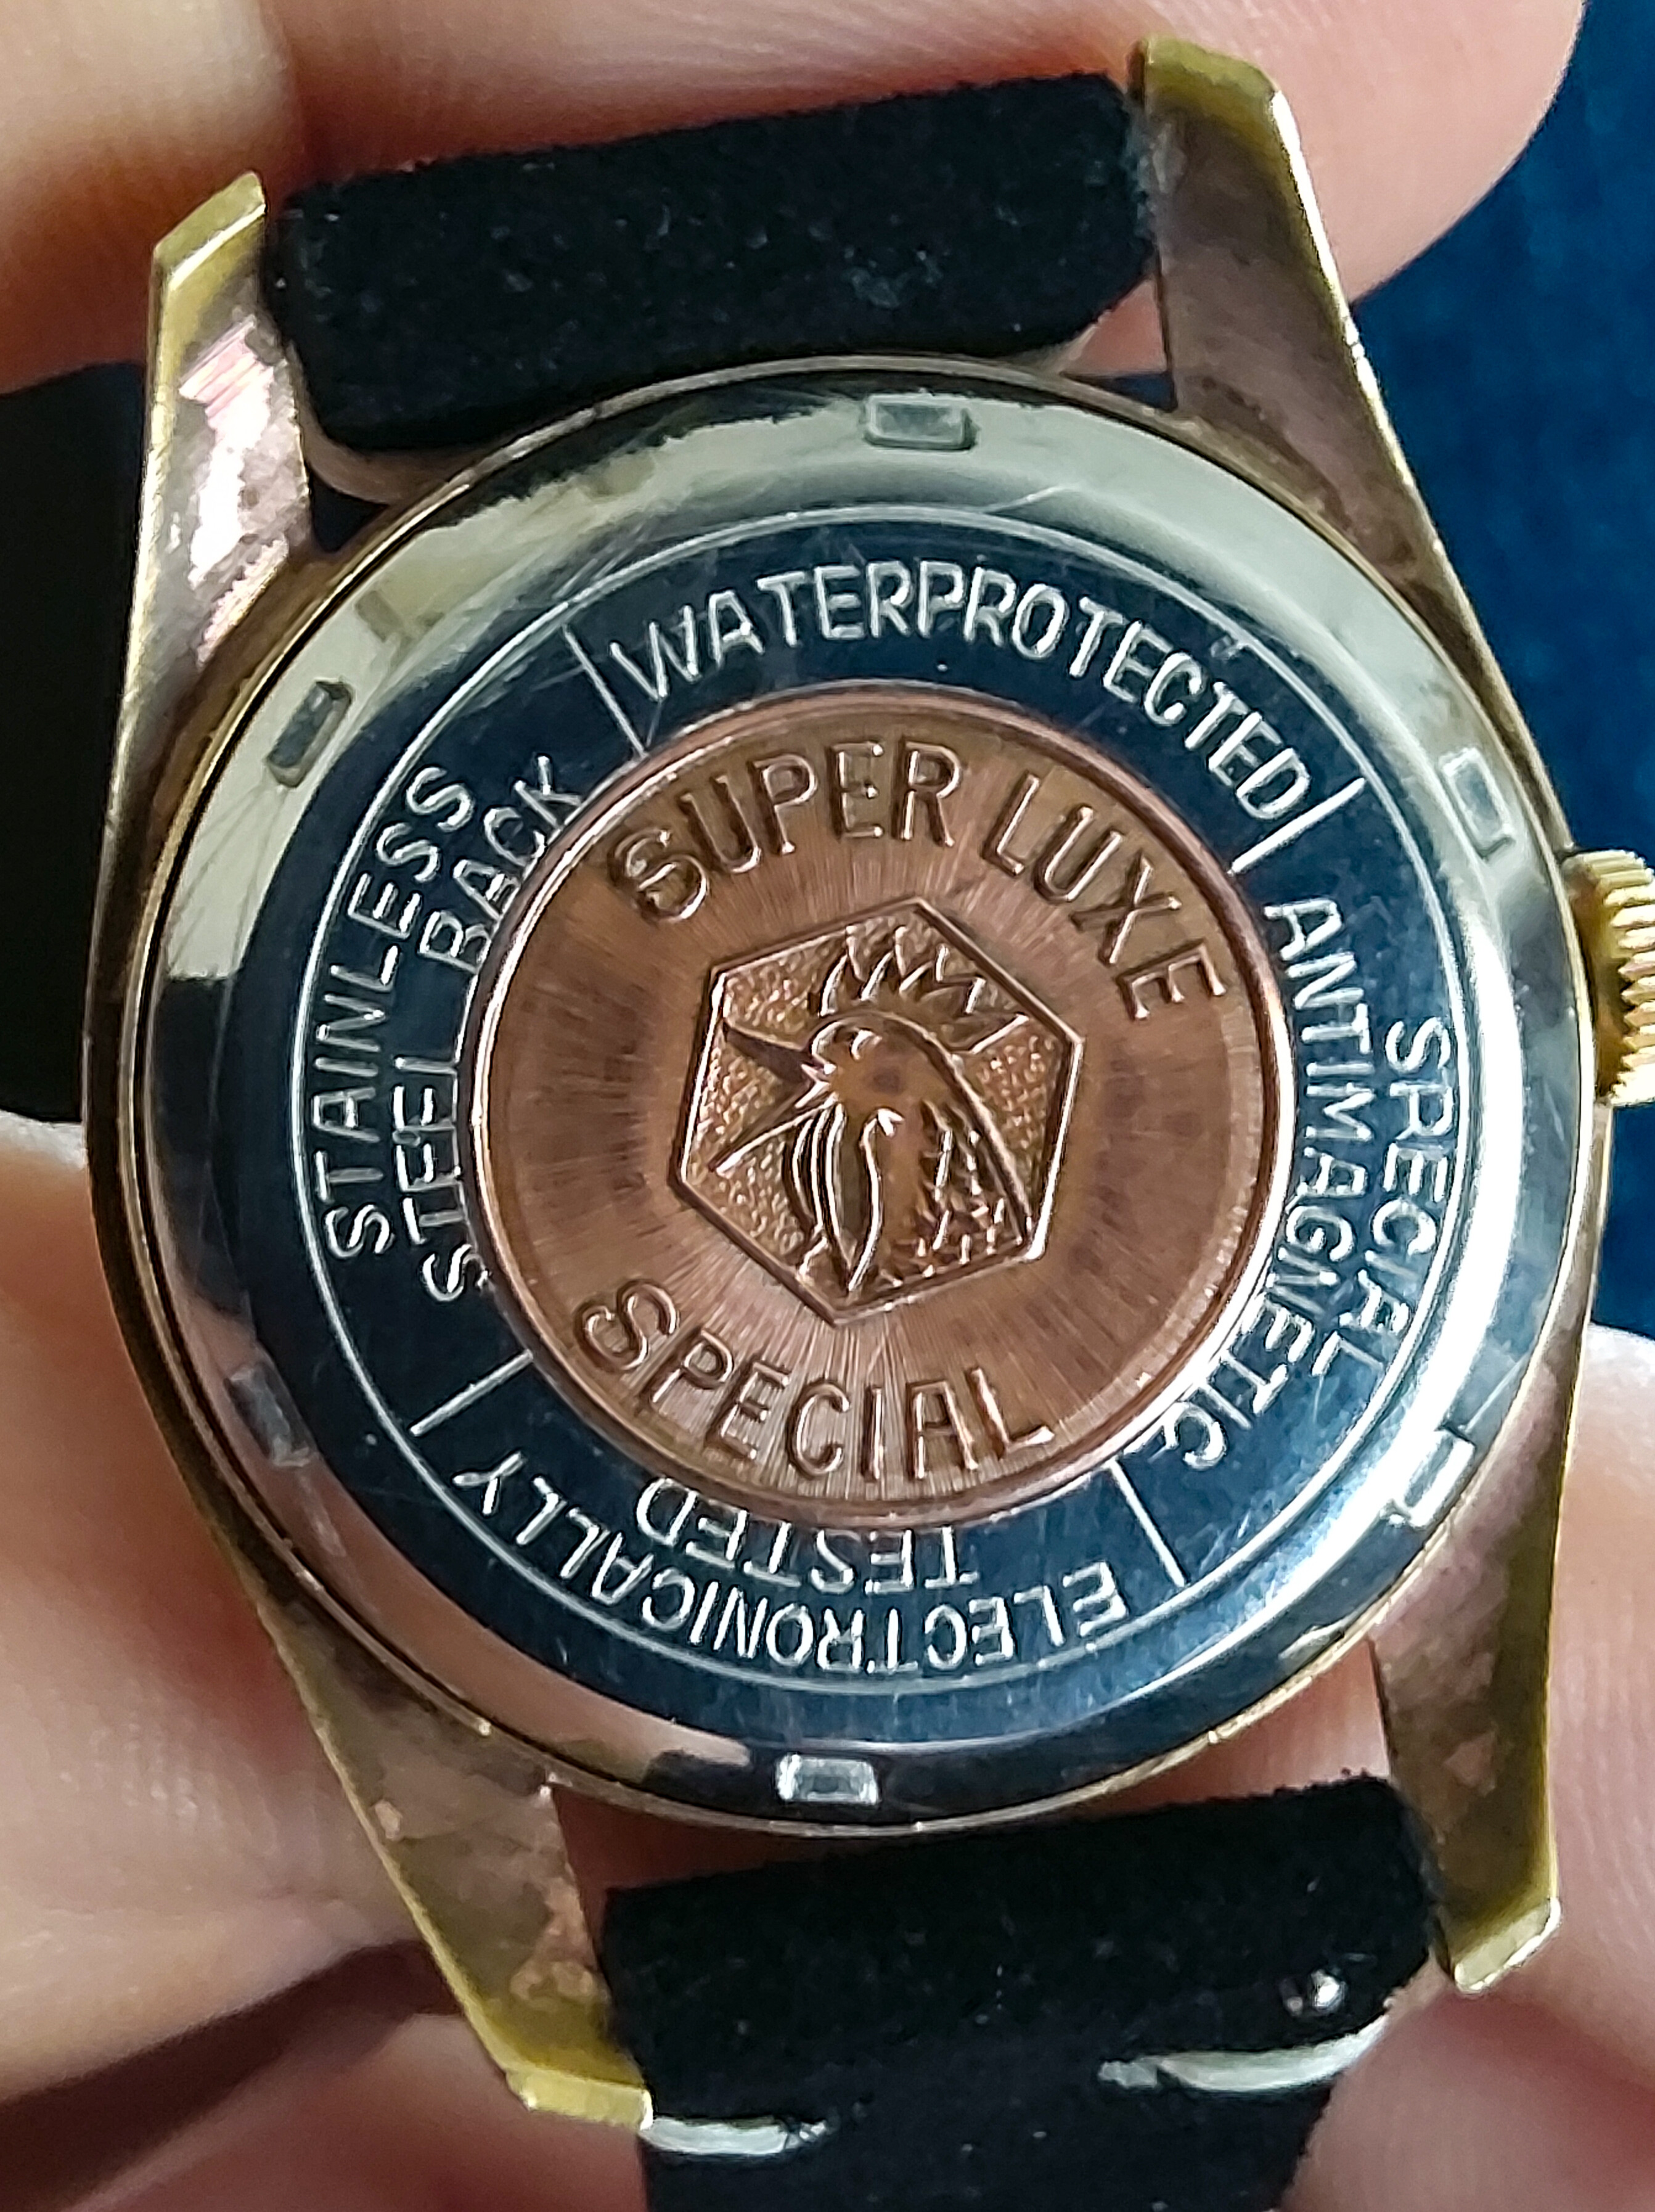 WATERPROTECTED
SPECIAL
ANTIMAGNETIC
ELECTRONICALLY
TESTED
STAINLESS
STEEL BACK
SUPER LUXE
SPECIAL